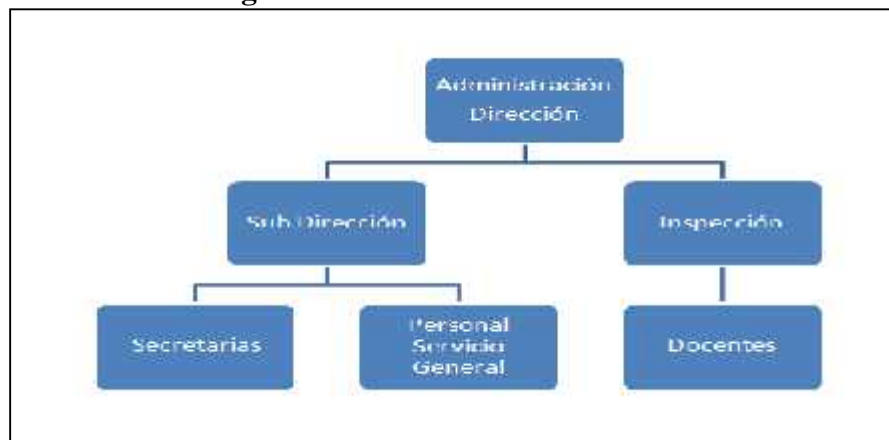 Administración
Dirección
Sub Dirección
Inspección
Secretarias
Personal
Servicio
General
Docentes